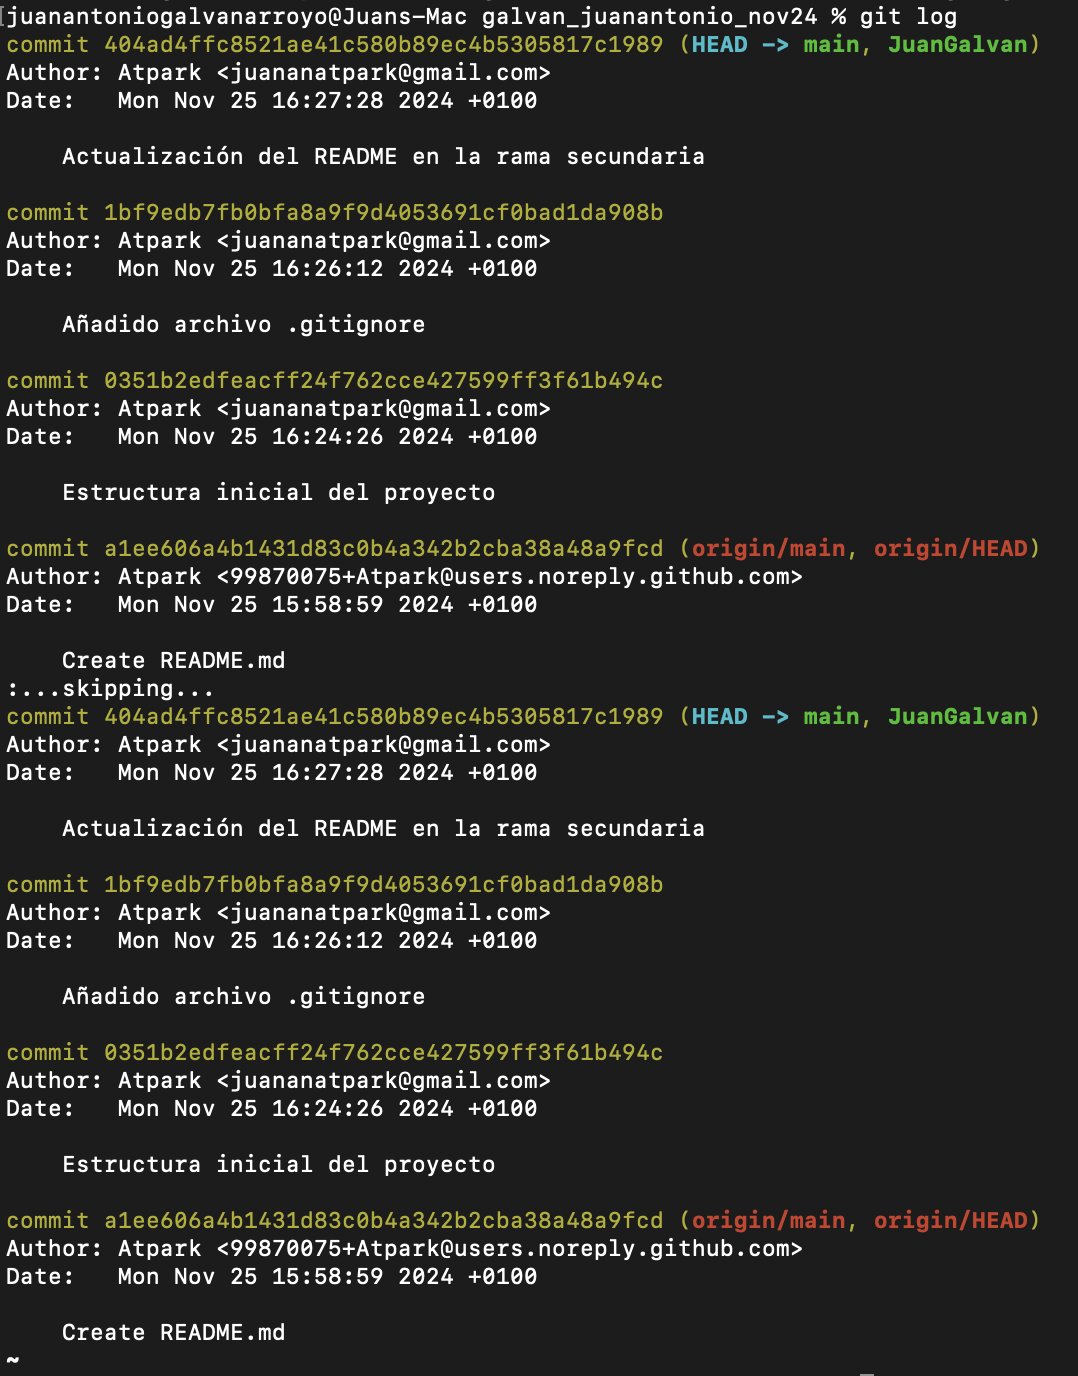 juanantoniogalvanarroyo@Juans-Mac galvan_juanantonio_nov24 % git log
commit 404ad4ffc8521ae41c580b89ec4b5305817c1989 (HEAD -> main, JuanGalvan)
Author: Atpark <juananatpark@gmail.com>
Date:   Mon Nov 25 16:27:28 2024 +0100

    Actualización del README en la rama secundaria

commit 1bf9edb7fb0bfa8a9f9d4053691cf0bad1da908b
Author: Atpark <juananatpark@gmail.com>
Date:   Mon Nov 25 16:26:12 2024 +0100

    Añadido archivo .gitignore

commit 0351b2edfeacff24f762cce427599ff3f61b494c
Author: Atpark <juananatpark@gmail.com>
Date:   Mon Nov 25 16:24:26 2024 +0100

    Estructura inicial del proyecto

commit a1ee606a4b1431d83c0b4a342b2cba38a48a9fcd (origin/main, origin/HEAD)
Author: Atpark <99870075+Atpark@users.noreply.github.com>
Date:   Mon Nov 25 15:58:59 2024 +0100

    Create README.md
:...skipping...
commit 404ad4ffc8521ae41c580b89ec4b5305817c1989 (HEAD -> main, JuanGalvan)
Author: Atpark <juananatpark@gmail.com>
Date:   Mon Nov 25 16:27:28 2024 +0100

    Actualización del README en la rama secundaria

commit 1bf9edb7fb0bfa8a9f9d4053691cf0bad1da908b
Author: Atpark <juananatpark@gmail.com>
Date:   Mon Nov 25 16:26:12 2024 +0100

    Añadido archivo .gitignore

commit 0351b2edfeacff24f762cce427599ff3f61b494c
Author: Atpark <juananatpark@gmail.com>
Date:   Mon Nov 25 16:24:26 2024 +0100

    Estructura inicial del proyecto

commit a1ee606a4b1431d83c0b4a342b2cba38a48a9fcd (origin/main, origin/HEAD)
Author: Atpark <99870075+Atpark@users.noreply.github.com>
Date:   Mon Nov 25 15:58:59 2024 +0100

    Create README.md
~